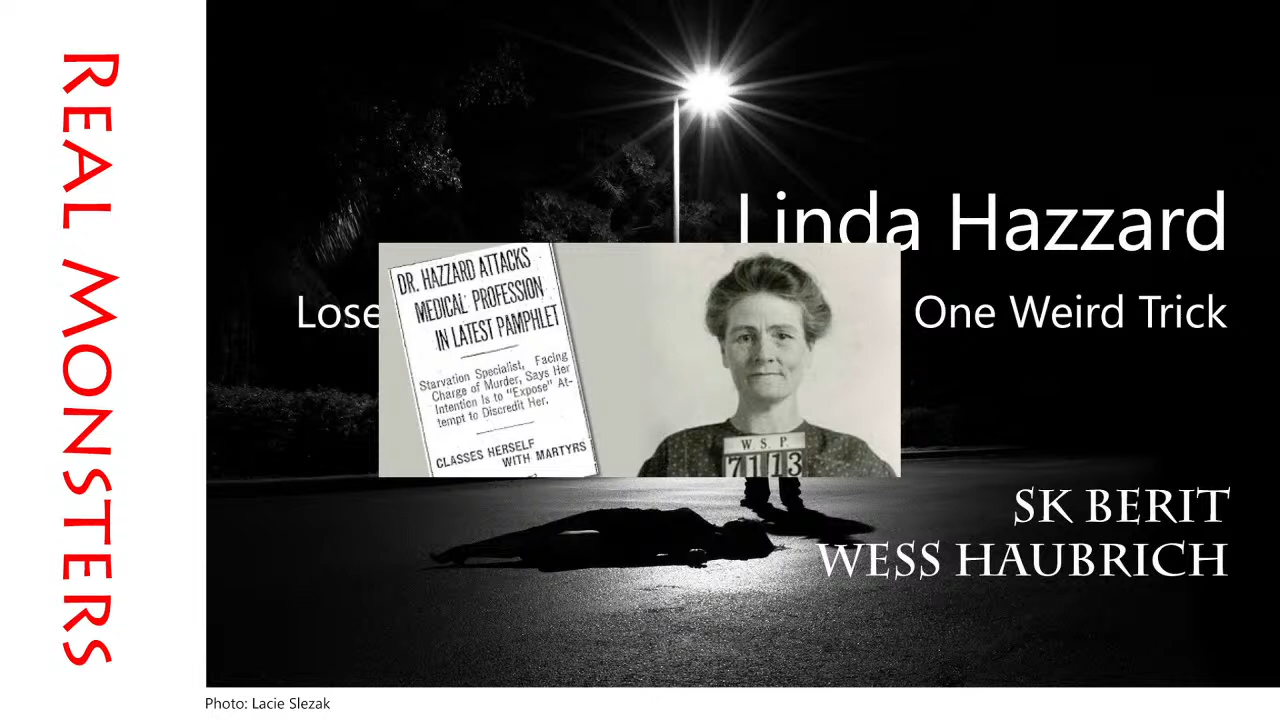 REAL MONSTERS
Linda Hazzard
Lose
One Weird Trick
DR. HAZZARD ATTACKS
MEDICAL PROFESSION
IN LATEST PAMPHLET
Starvation Specialist, Facing
Charge of Murder, Says Her
Intention Is to "Expose" At-
tempt to Discredit Her.
CLASSES HERSELF
WITH MARTYRS
W. S. P.
7113
SK BERIT
WESS HAUBRICH
Photo: Lacie Slezak